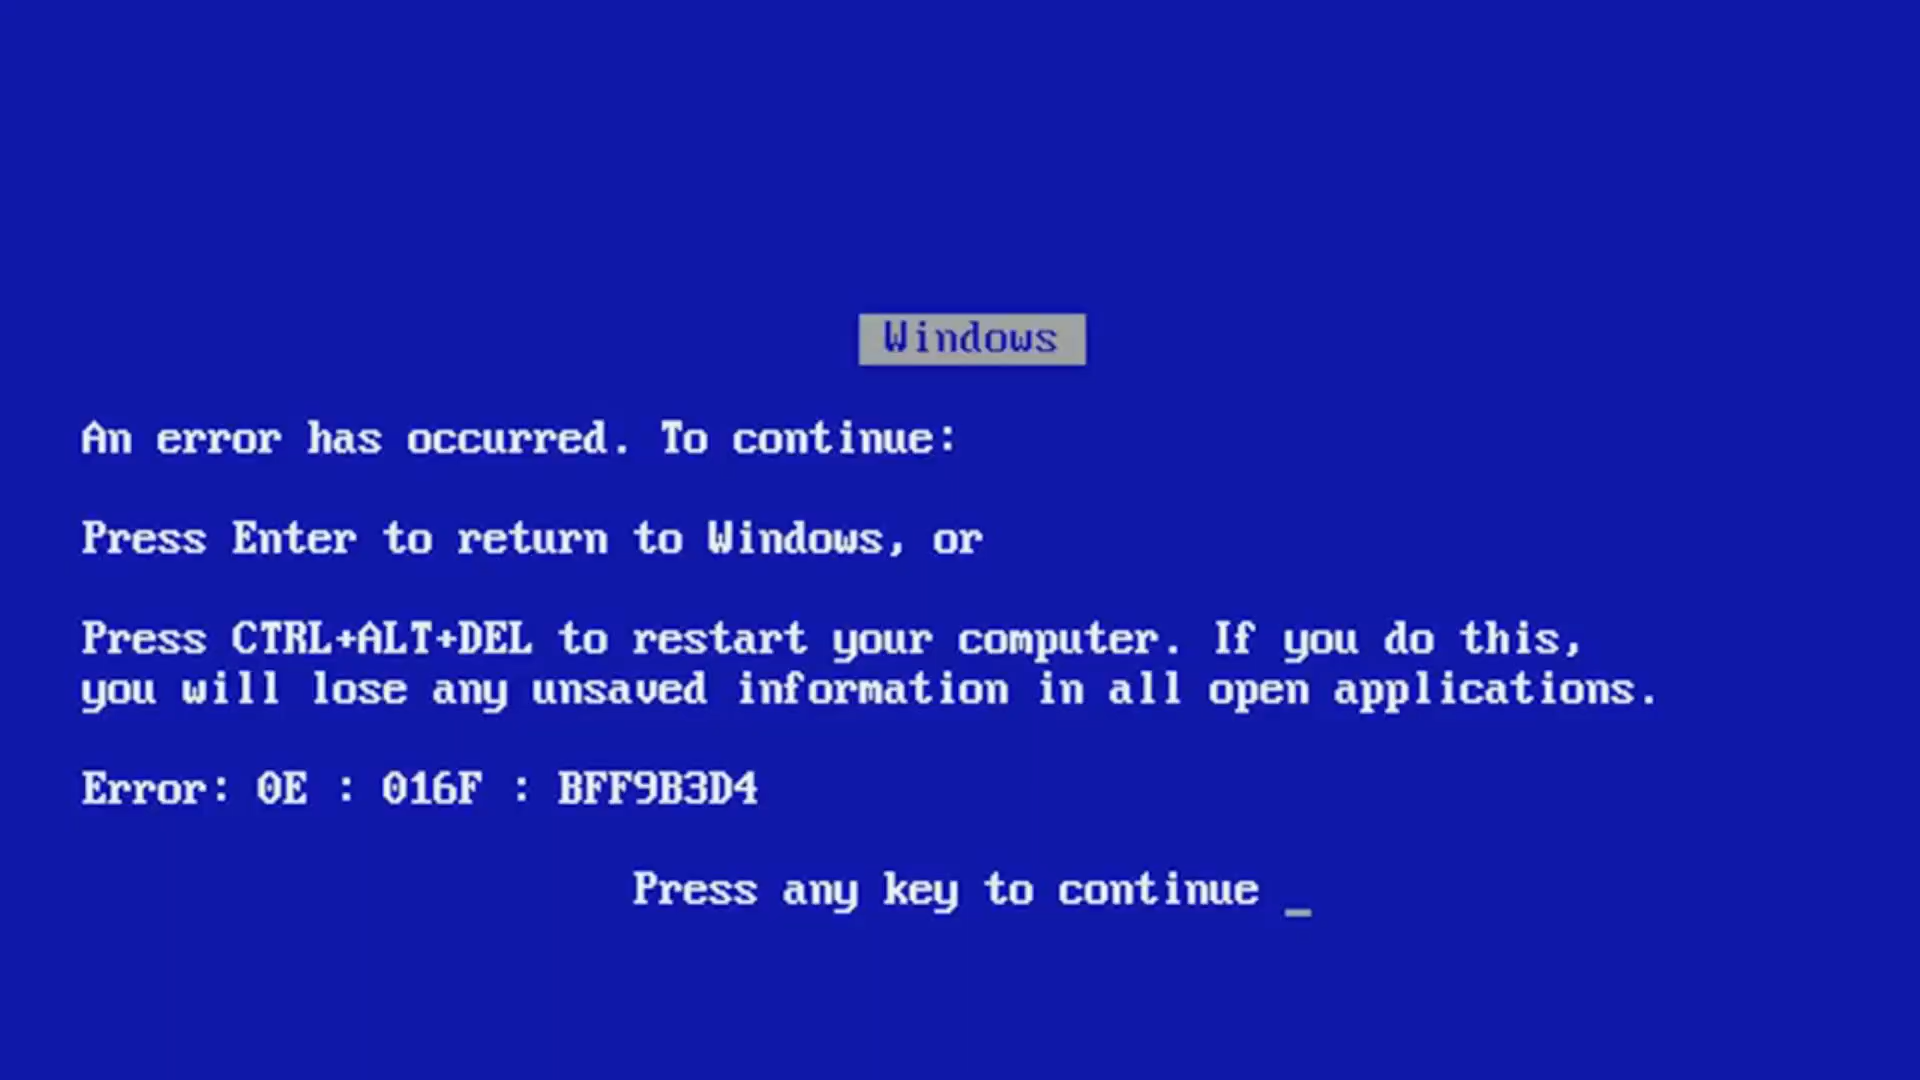 Windows
An error has occurred. To continue:
Press Enter to return to Windows, or
Press CTRL+ALT+DEL to restart your computer. If you do this,
you will lose any unsaved information in all open applications.
Error: 0E : 016F : BFF9B3D4
Press any key to continue _